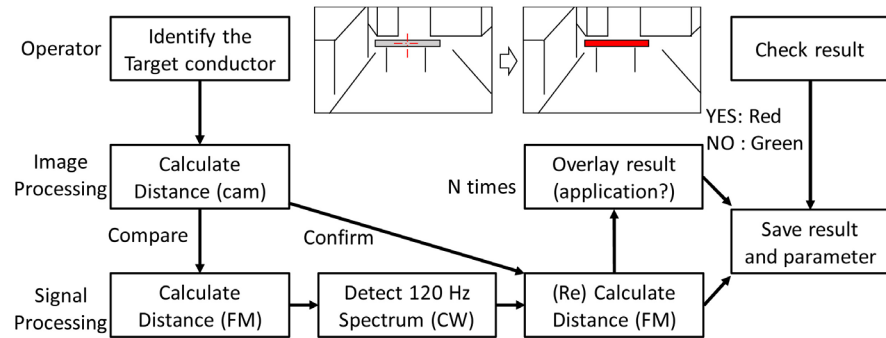 Operator
Identify the
Target conductor
Check result
YES: Red
NO : Green
Image
Processing
Calculate
Distance (cam)
N times
Overlay result
(application?)
Compare
Confirm
Save result
and parameter
Signal
Processing
Calculate
Distance (FM)
Detect 120 Hz
Spectrum (CW)
(Re) Calculate
Distance (FM)